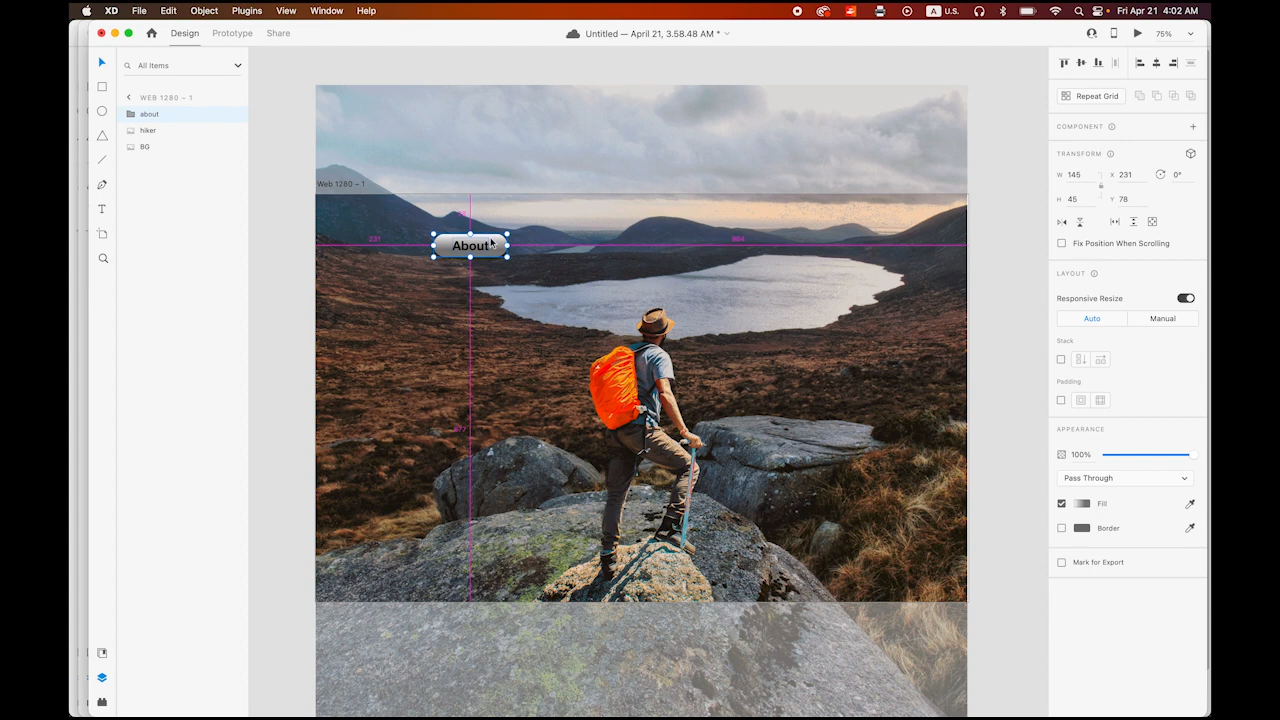 XD File Edit Object Plugins View Window Help
A U.S. Fri Apr 21 4:02 AM
Design Prototype Share
Untitled — April 21, 3.58.48 AM *
75%
All Items
WEB 1280 – 1
about
hiker
BG
Web 1280 – 1
231
984
About
Repeat Grid
COMPONENT
TRANSFORM
W 145 X 231 0°
H 45 Y 78
Fix Position When Scrolling
LAYOUT
Responsive Resize
Auto Manual
Stack
Padding
APPEARANCE
100%
Pass Through
Fill
Border
Mark for Export